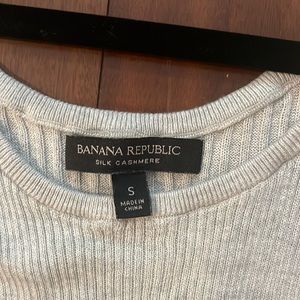 BANANA REPUBLIC
SILK CASHMERE
S
MADE IN
CHINA